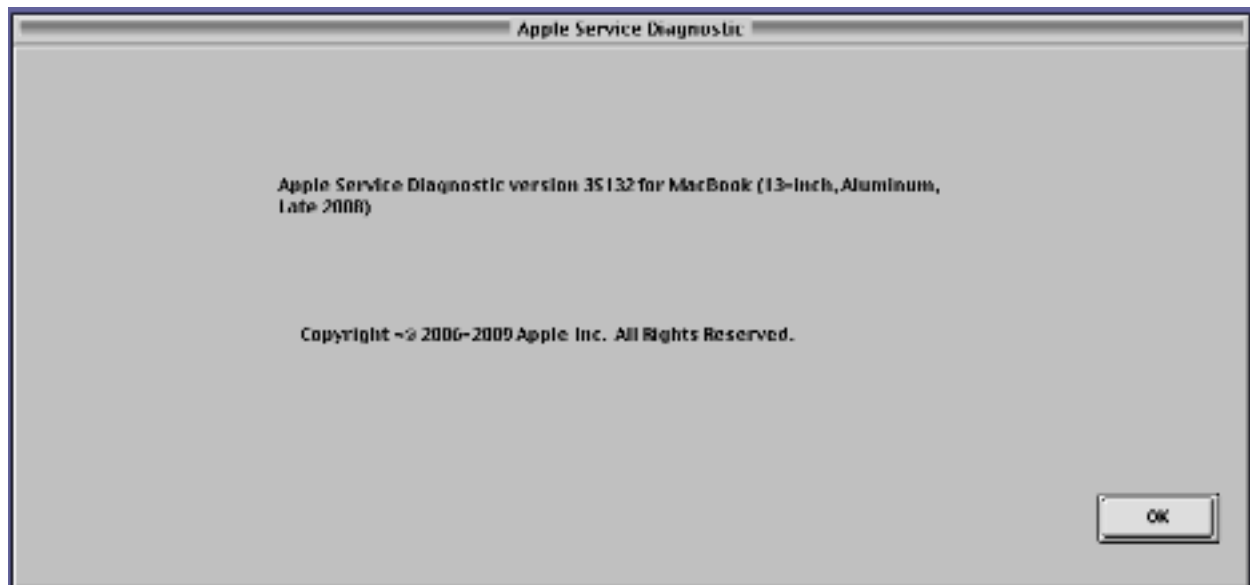 Apple Service Diagnostic
Apple Service Diagnostic version 3S132 for MacBook (13-inch, Aluminum,
Late 2008)
Copyright ¬© 2006-2009 Apple Inc. All Rights Reserved.
OK